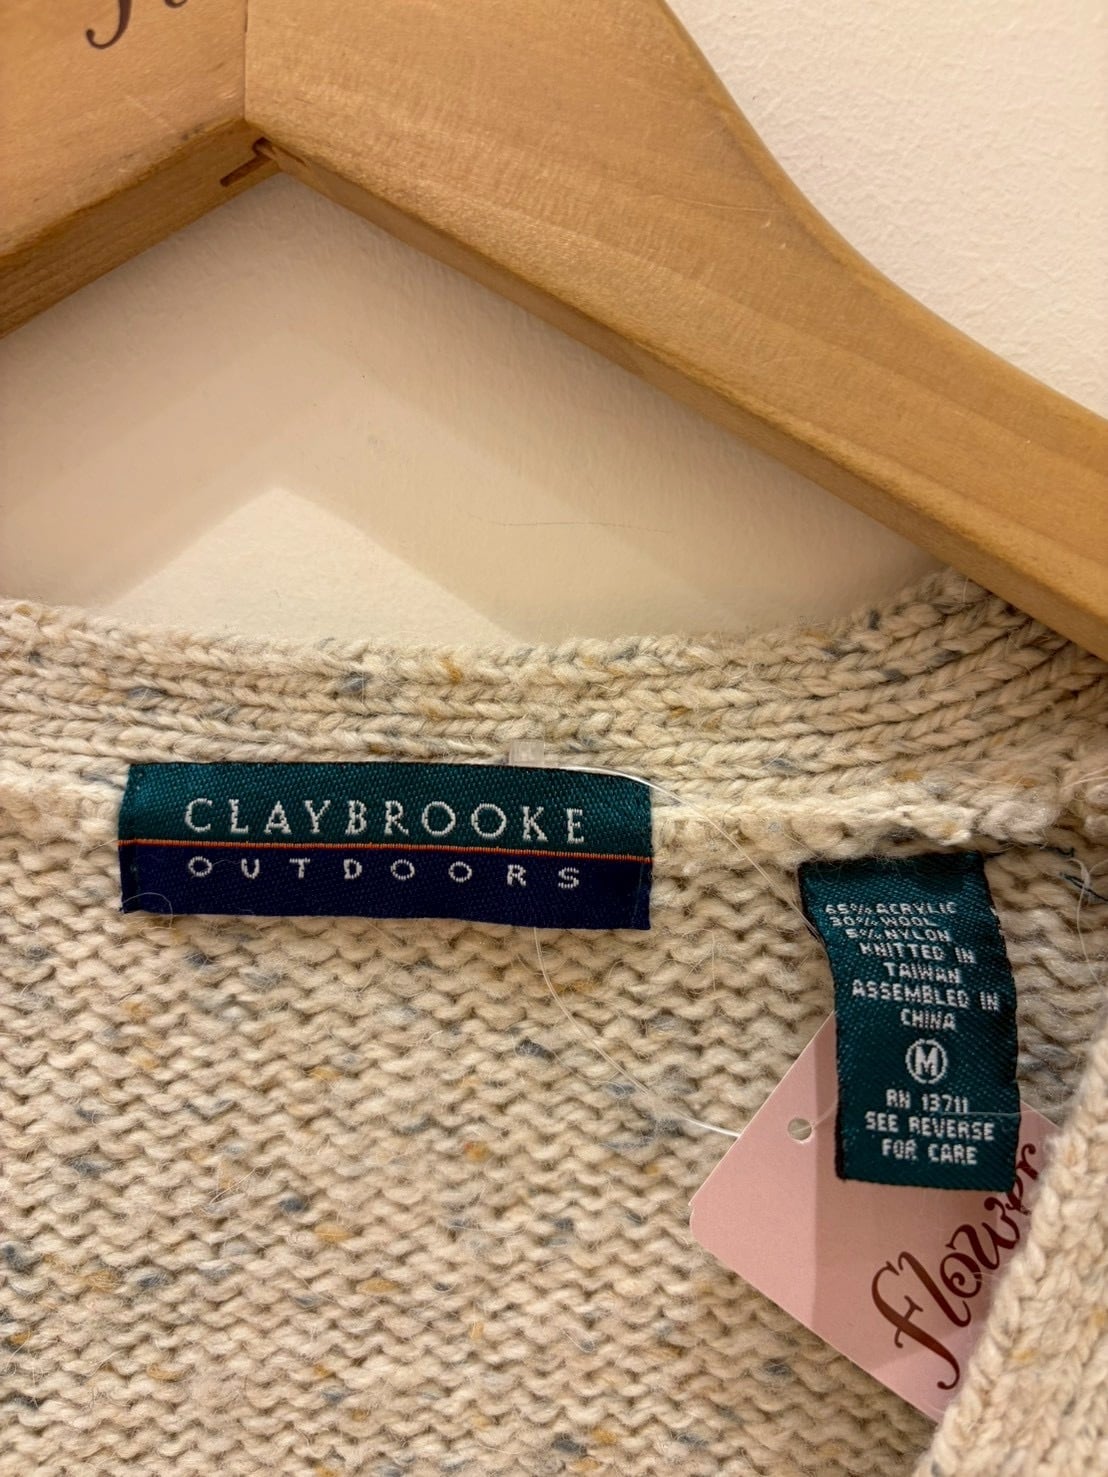 CLAYBROOKE
OUTDOORS
65% ACRYLIC
30% WOOL
5% NYLON
KNITTED IN
TAIWAN
ASSEMBLED IN
CHINA
M
RN 13711
SEE REVERSE
FOR CARE
flower